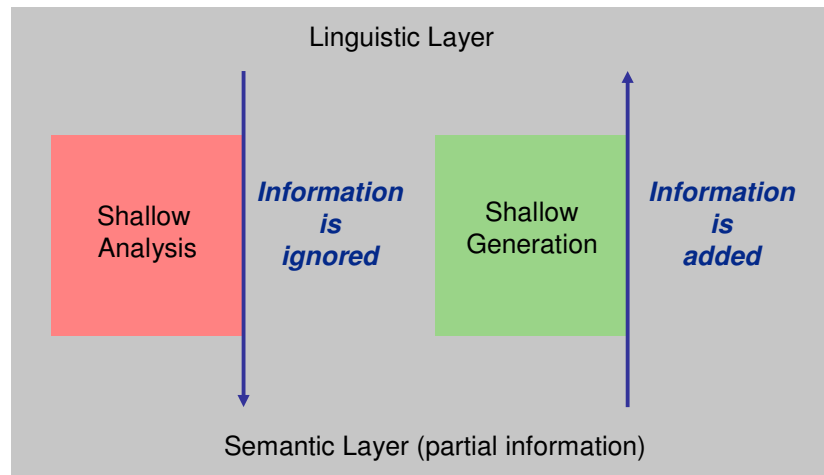 Linguistic Layer
Shallow
Analysis
Information
is
ignored
Shallow
Generation
Information
is
added
Semantic Layer (partial information)